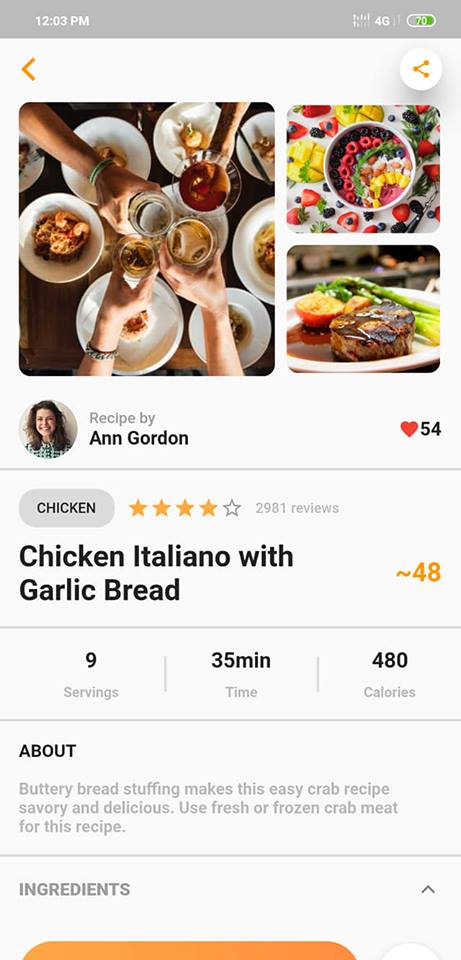 12:03 PM
4G
70
Recipe by
Ann Gordon
54
CHICKEN
2981 reviews
Chicken Italiano with
Garlic Bread
~48
9
35min
480
Servings
Time
Calories
ABOUT
Buttery bread stuffing makes this easy crab recipe
savory and delicious. Use fresh or frozen crab meat
for this recipe.
INGREDIENTS